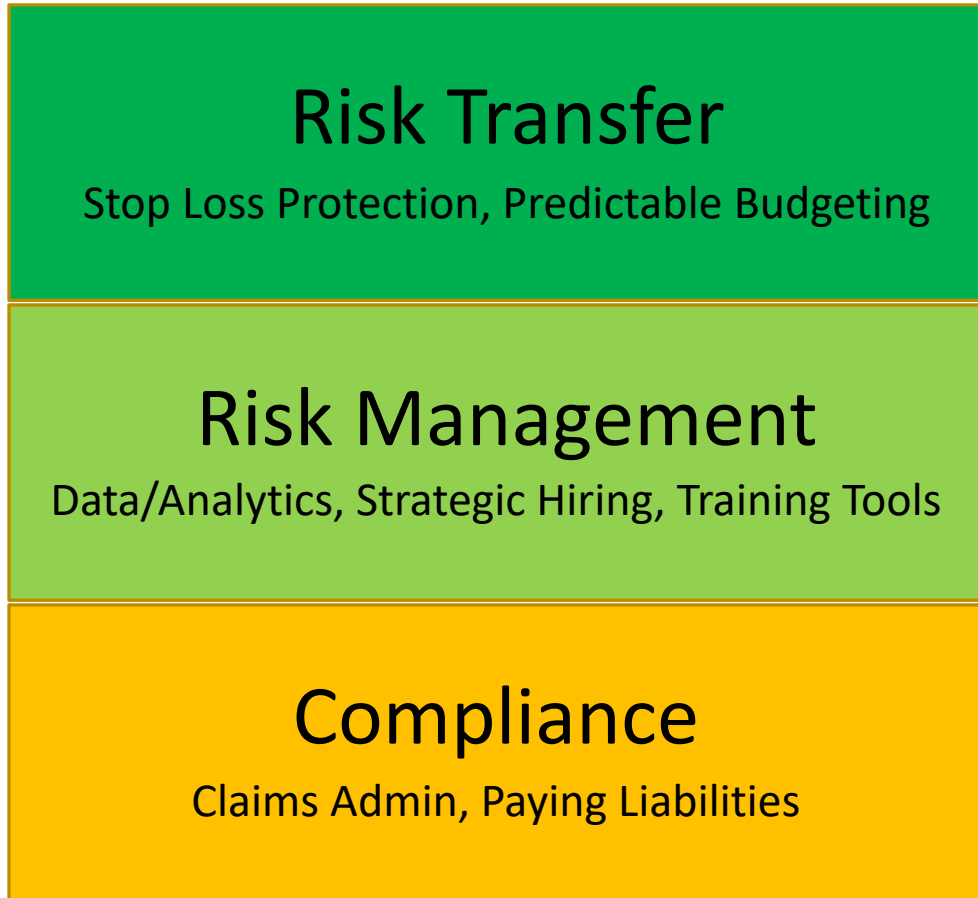 Risk Transfer
Stop Loss Protection, Predictable Budgeting
Risk Management
Data/Analytics, Strategic Hiring, Training Tools
Compliance
Claims Admin, Paying Liabilities